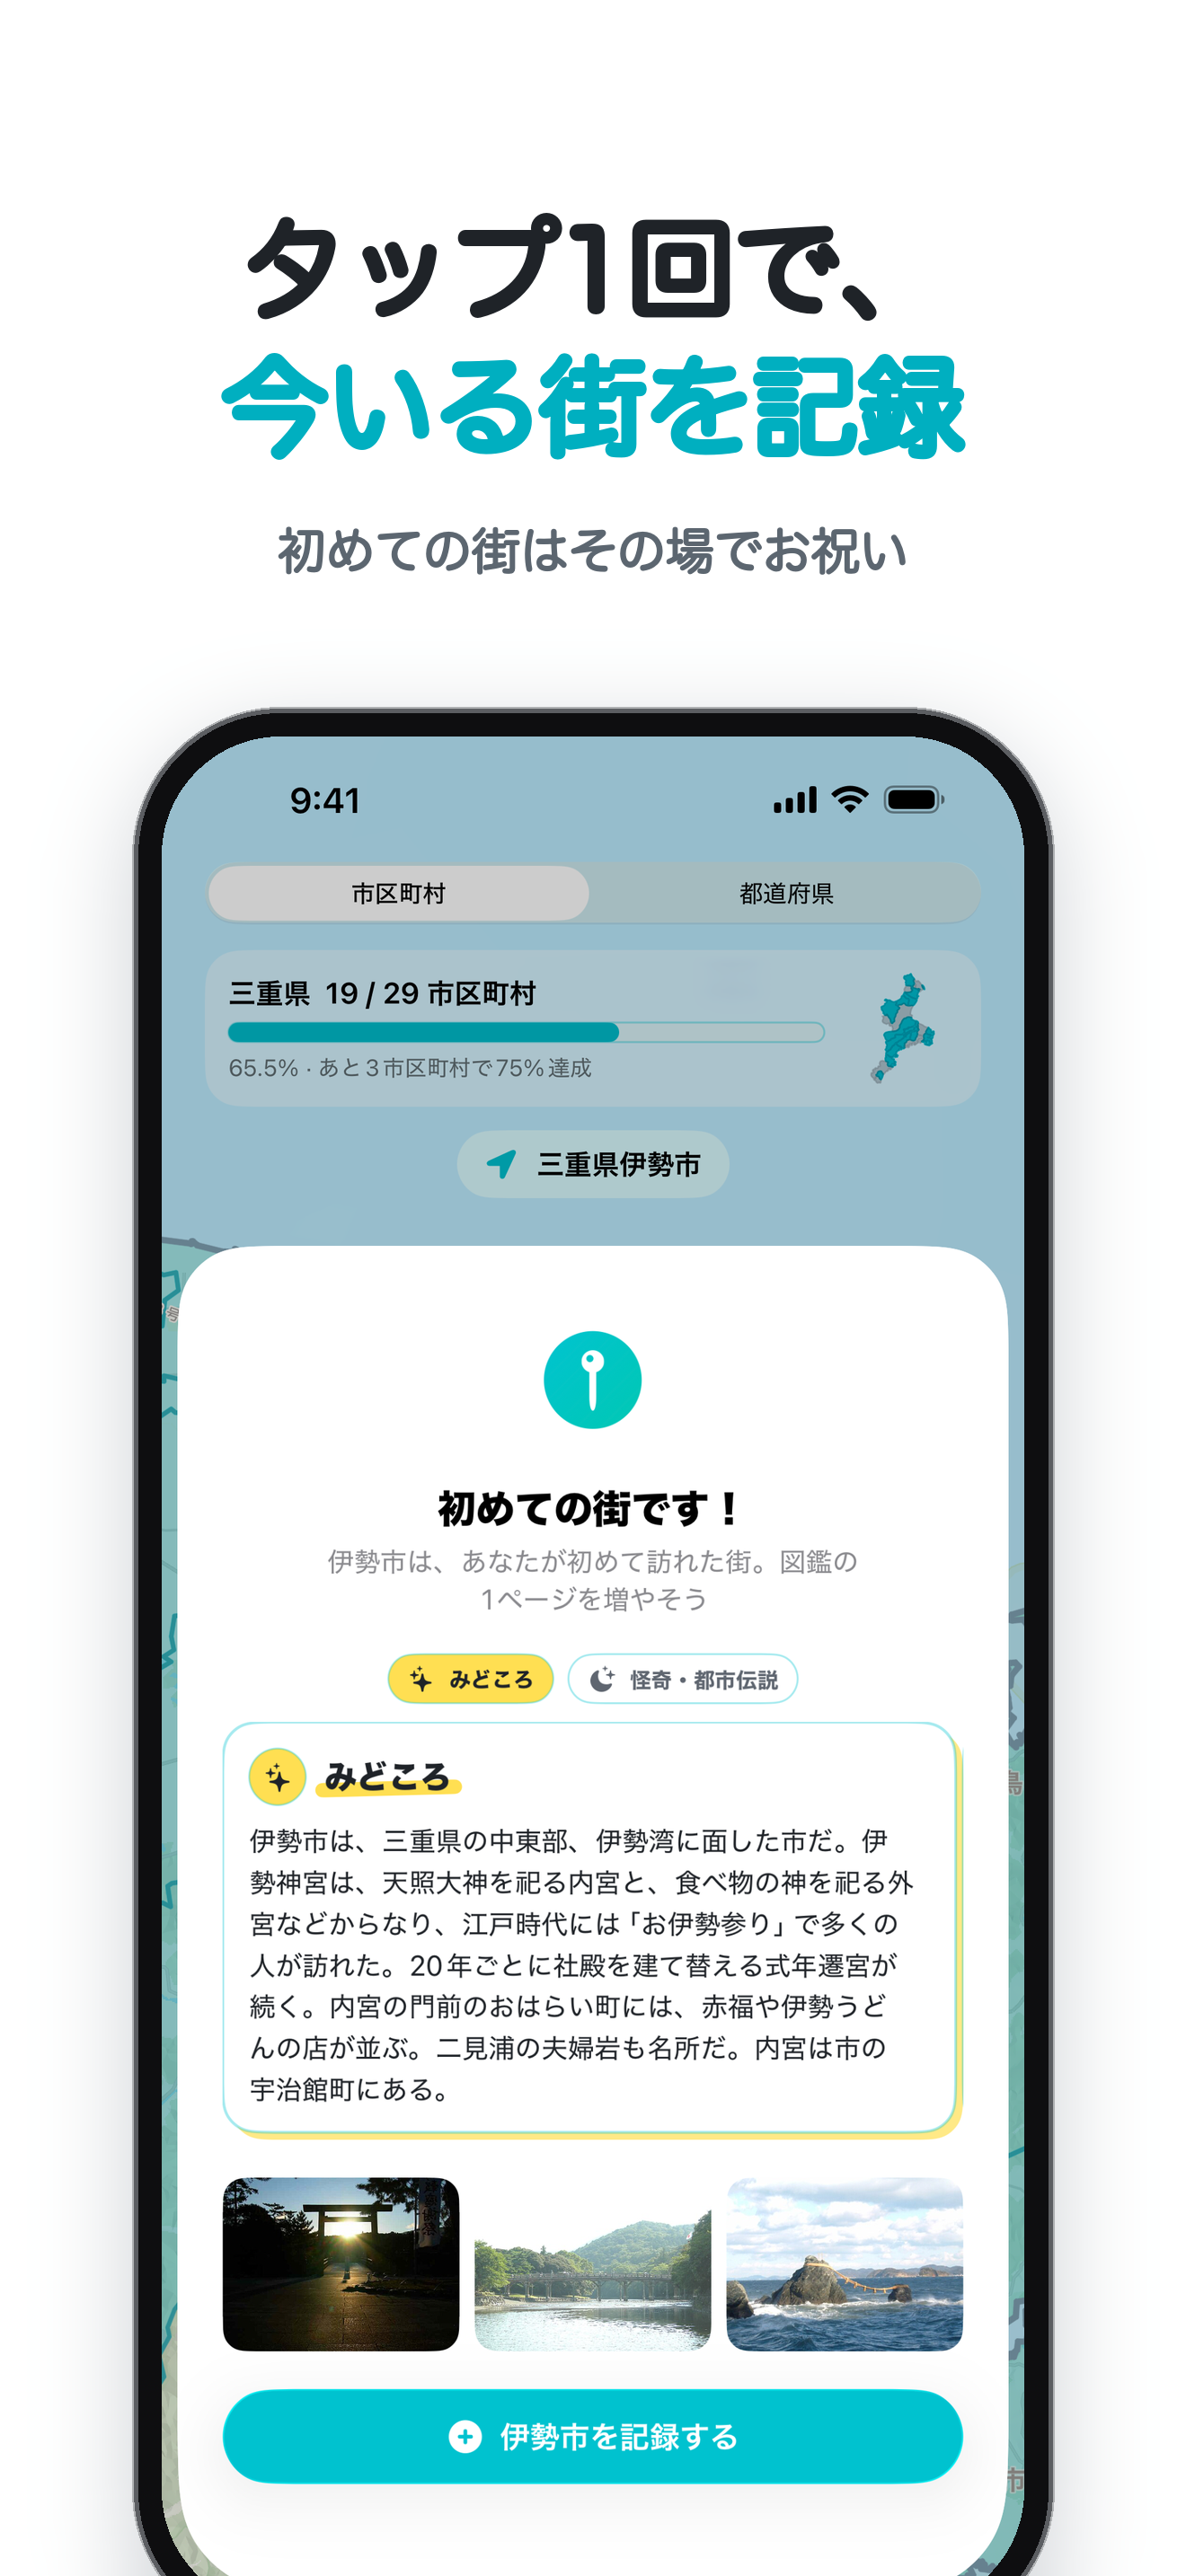 タップ1回で、
今いる街を記録
初めての街はその場でお祝い
9:41
市区町村
都道府県
三重県 19 / 29 市区町村
65.5% · あと3市区町村で75%達成
三重県伊勢市
号
初めての街です！
伊勢市は、あなたが初めて訪れた街。図鑑の
1ページを増やそう
みどころ
怪奇・都市伝説
みどころ
伊勢市は、三重県の中東部、伊勢湾に面した市だ。伊
勢神宮は、天照大神を祀る内宮と、食べ物の神を祀る外
宮などからなり、江戸時代には「お伊勢参り」で多くの
人が訪れた。20年ごとに社殿を建て替える式年遷宮が
続く。内宮の門前のおはらい町には、赤福や伊勢うど
んの店が並ぶ。二見浦の夫婦岩も名所だ。内宮は市の
宇治館町にある。
鳥
伊勢市を記録する
市